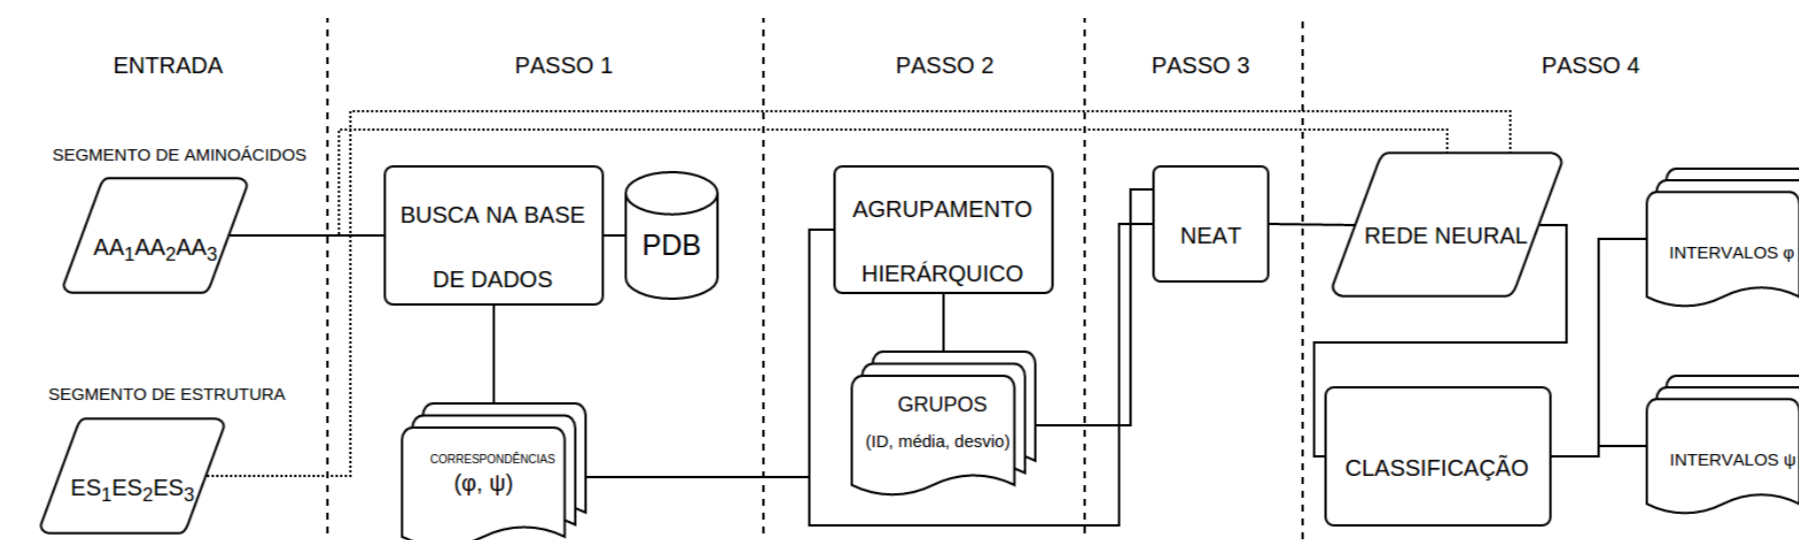 ENTRADA
PASSO 1
PASSO 2
PASSO 3
PASSO 4
SEGMENTO DE AMINOÁCIDOS
AA1AA2AA3
SEGMENTO DE ESTRUTURA
ES1ES2ES3
BUSCA NA BASE
DE DADOS
PDB
CORRESPONDÊNCIAS
(φ, ψ)
AGRUPAMENTO
HIERÁRQUICO
GRUPOS
(ID, média, desvio)
NEAT
REDE NEURAL
CLASSIFICAÇÃO
INTERVALOS φ
INTERVALOS ψ